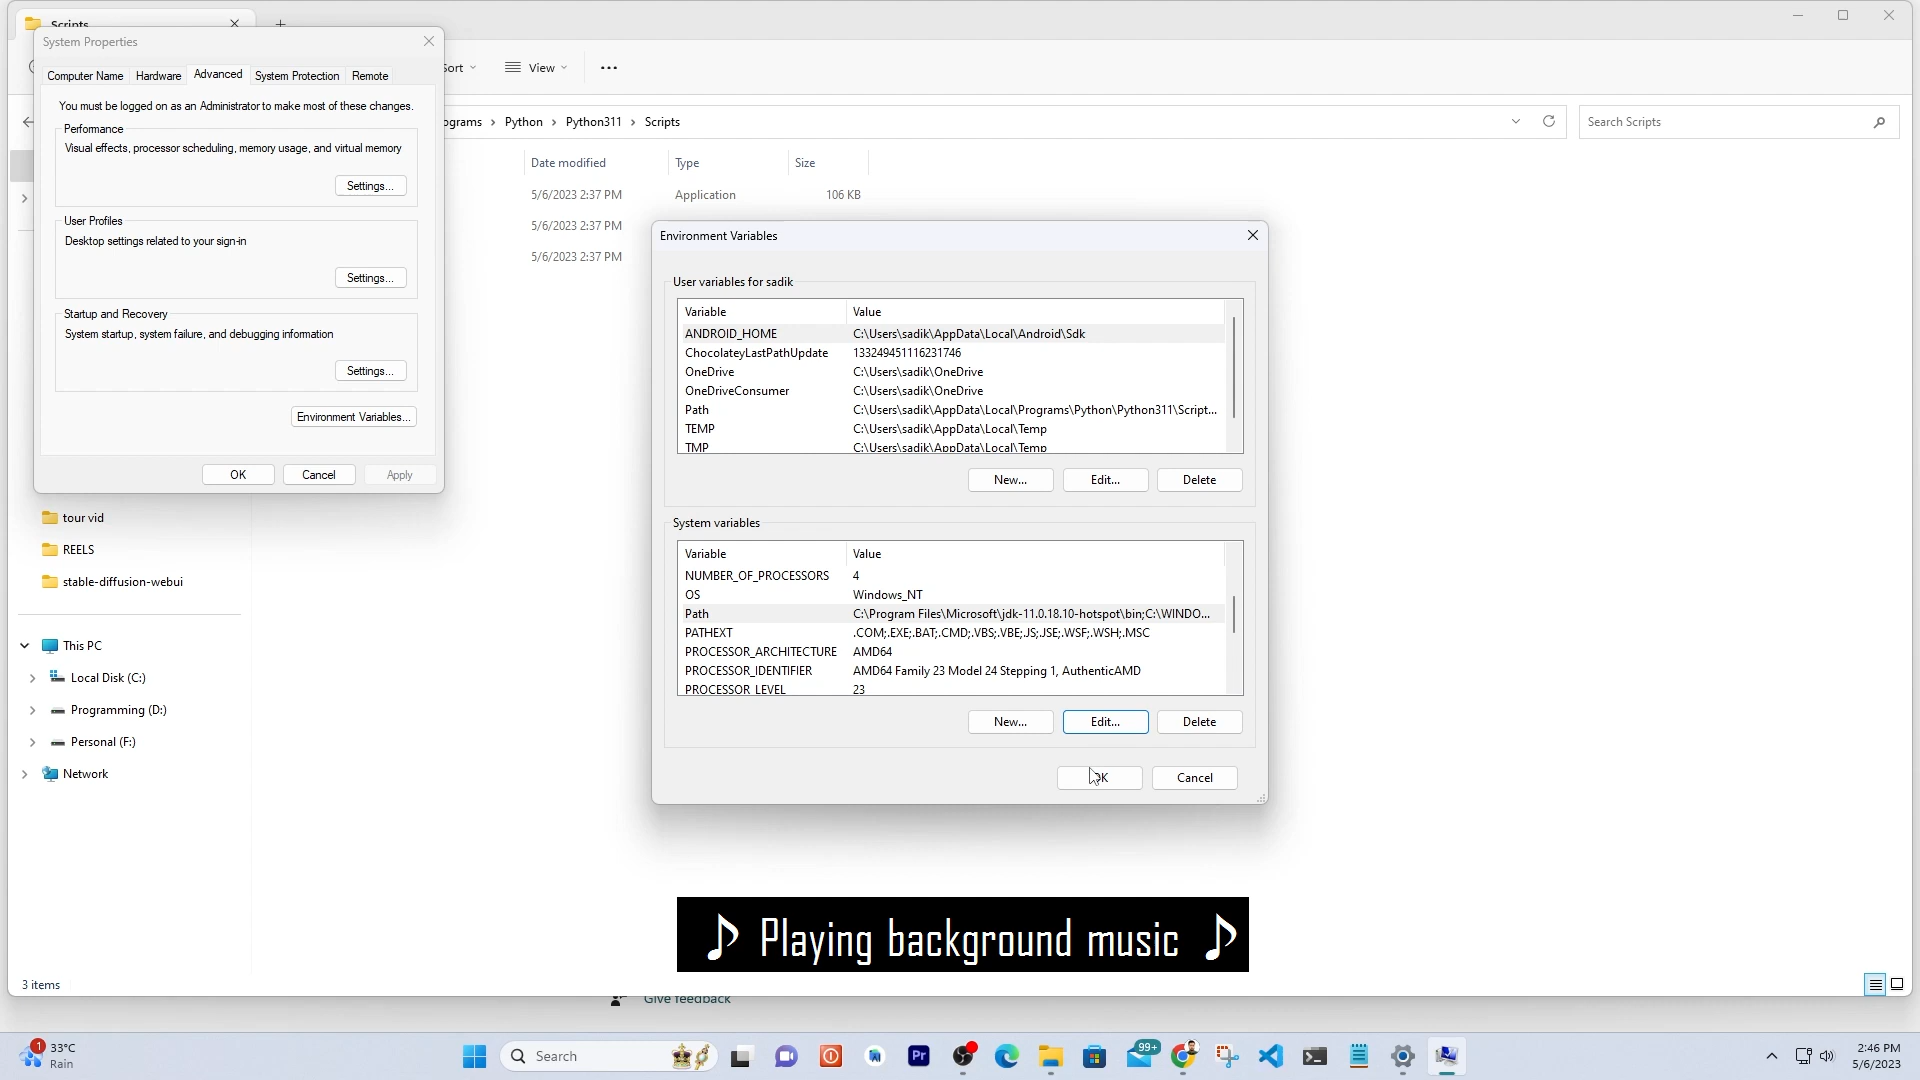 Scripts
System Properties
Computer Name
Hardware
Advanced
System Protection
Remote
You must be logged on as an Administrator to make most of these changes.
Performance
Visual effects, processor scheduling, memory usage, and virtual memory
Settings...
User Profiles
Desktop settings related to your sign-in
Settings...
Startup and Recovery
System startup, system failure, and debugging information
Settings...
Environment Variables...
OK
Cancel
Apply
ort
View
ograms > Python > Python311 > Scripts
Search Scripts
Date modified
Type
Size
5/6/2023 2:37 PM
Application
106 KB
5/6/2023 2:37 PM
5/6/2023 2:37 PM
tour vid
REELS
stable-diffusion-webui
This PC
Local Disk (C:)
Programming (D:)
Personal (F:)
Network
3 items
Environment Variables
User variables for sadik
Variable Value
ANDROID_HOME C:\Users\sadik\AppData\Local\Android\Sdk
ChocolateyLastPathUpdate 133249451116231746
OneDrive C:\Users\sadik\OneDrive
OneDriveConsumer C:\Users\sadik\OneDrive
Path C:\Users\sadik\AppData\Local\Programs\Python\Python311\Script...
TEMP C:\Users\sadik\AppData\Local\Temp
TMP C:\Users\sadik\AppData\Local\Temp
New...
Edit...
Delete
System variables
Variable Value
NUMBER_OF_PROCESSORS 4
OS Windows_NT
Path C:\Program Files\Microsoft\jdk-11.0.18.10-hotspot\bin;C:\WINDO...
PATHEXT .COM;.EXE;.BAT;.CMD;.VBS;.VBE;.JS;.JSE;.WSF;.WSH;.MSC
PROCESSOR_ARCHITECTURE AMD64
PROCESSOR_IDENTIFIER AMD64 Family 23 Model 24 Stepping 1, AuthenticAMD
PROCESSOR_LEVEL 23
New...
Edit...
Delete
OK
Cancel
♪ Playing background music ♪
Give feedback
1
33°C
Rain
Search
Pr
99+
2:46 PM
5/6/2023